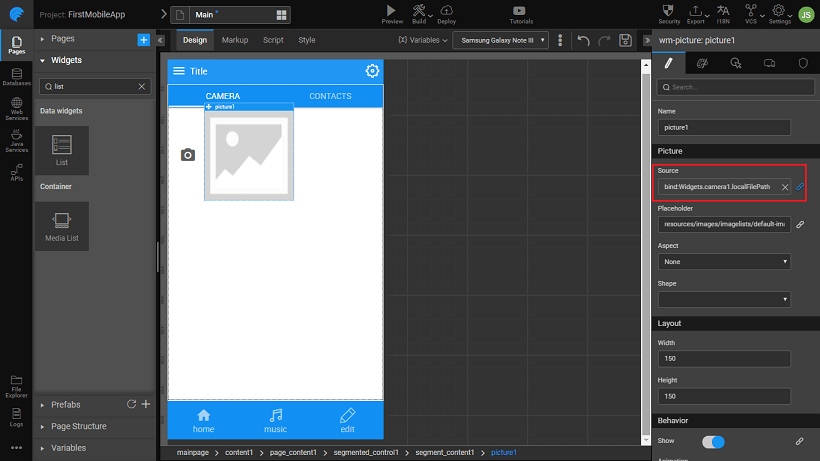 Project: FirstMobileApp
Main *
Preview
Build
Deploy
Tutorials
Security
Export
I18N
VCS
Settings
JS
Pages
Databases
Web
Services
Java
Services
APIs
File
Explorer
Logs
Pages
Widgets
list
Data widgets
List
Container
Media List
Prefabs
Page Structure
Variables
Design
Markup
Script
Style
{X} Variables
Samsung Galaxy Note III
Title
CAMERA
CONTACTS
picture1
home
music
edit
mainpage > content1 > page_content1 > segmented_control1 > segment_content1 > picture1
wm-picture: picture1
Search...
Name
picture1
Picture
Source
bind:Widgets.camera1.localFilePath
Placeholder
resources/images/imagelists/default-ima
Aspect
None
Shape
Layout
Width
150
Height
150
Behavior
Show
Animation